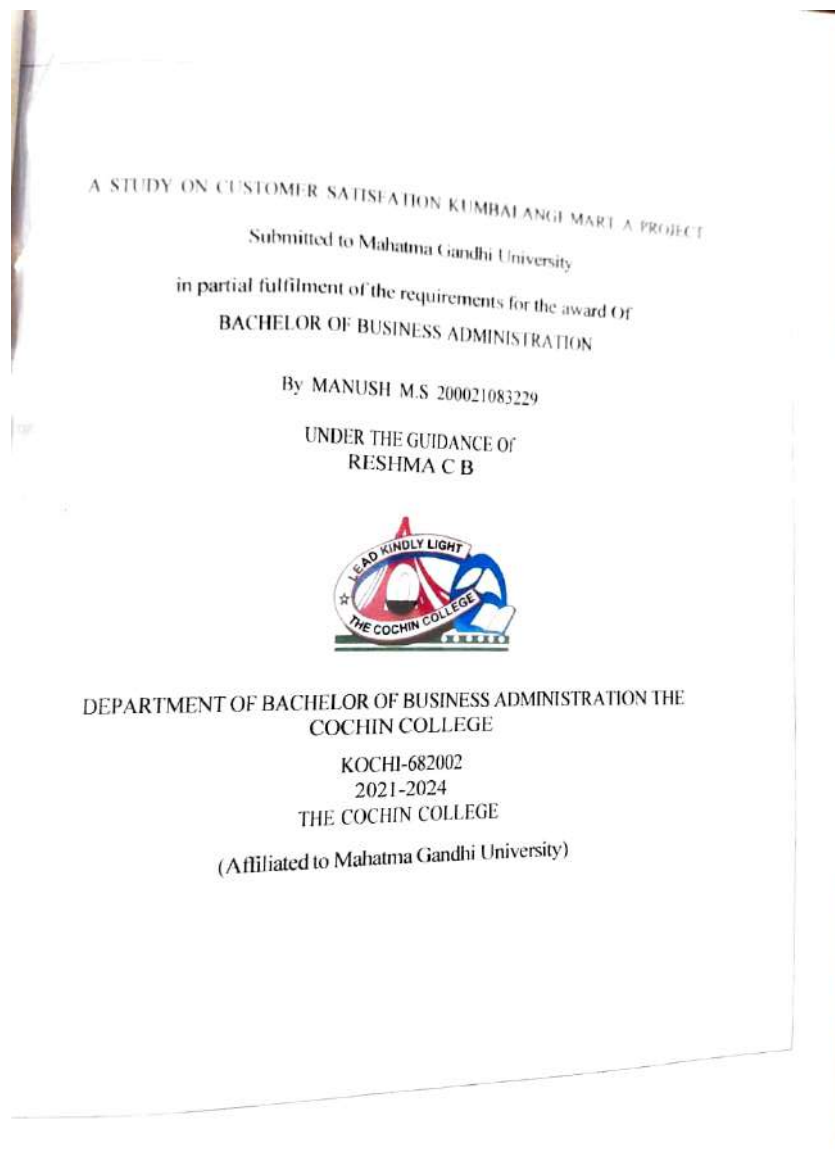 A STUDY ON CUSTOMER SATISFATION KUMBALANGI MART A PROJECT
Submitted to Mahatma Gandhi University
in partial fulfilment of the requirements for the award Of
BACHELOR OF BUSINESS ADMINISTRATION
By MANUSH M.S 200021083229
UNDER THE GUIDANCE Of
RESHMA C B
LEAD KINDLY LIGHT
THE COCHIN COLLEGE
DEPARTMENT OF BACHELOR OF BUSINESS ADMINISTRATION THE
COCHIN COLLEGE
KOCHI-682002
2021-2024
THE COCHIN COLLEGE
(Affiliated to Mahatma Gandhi University)